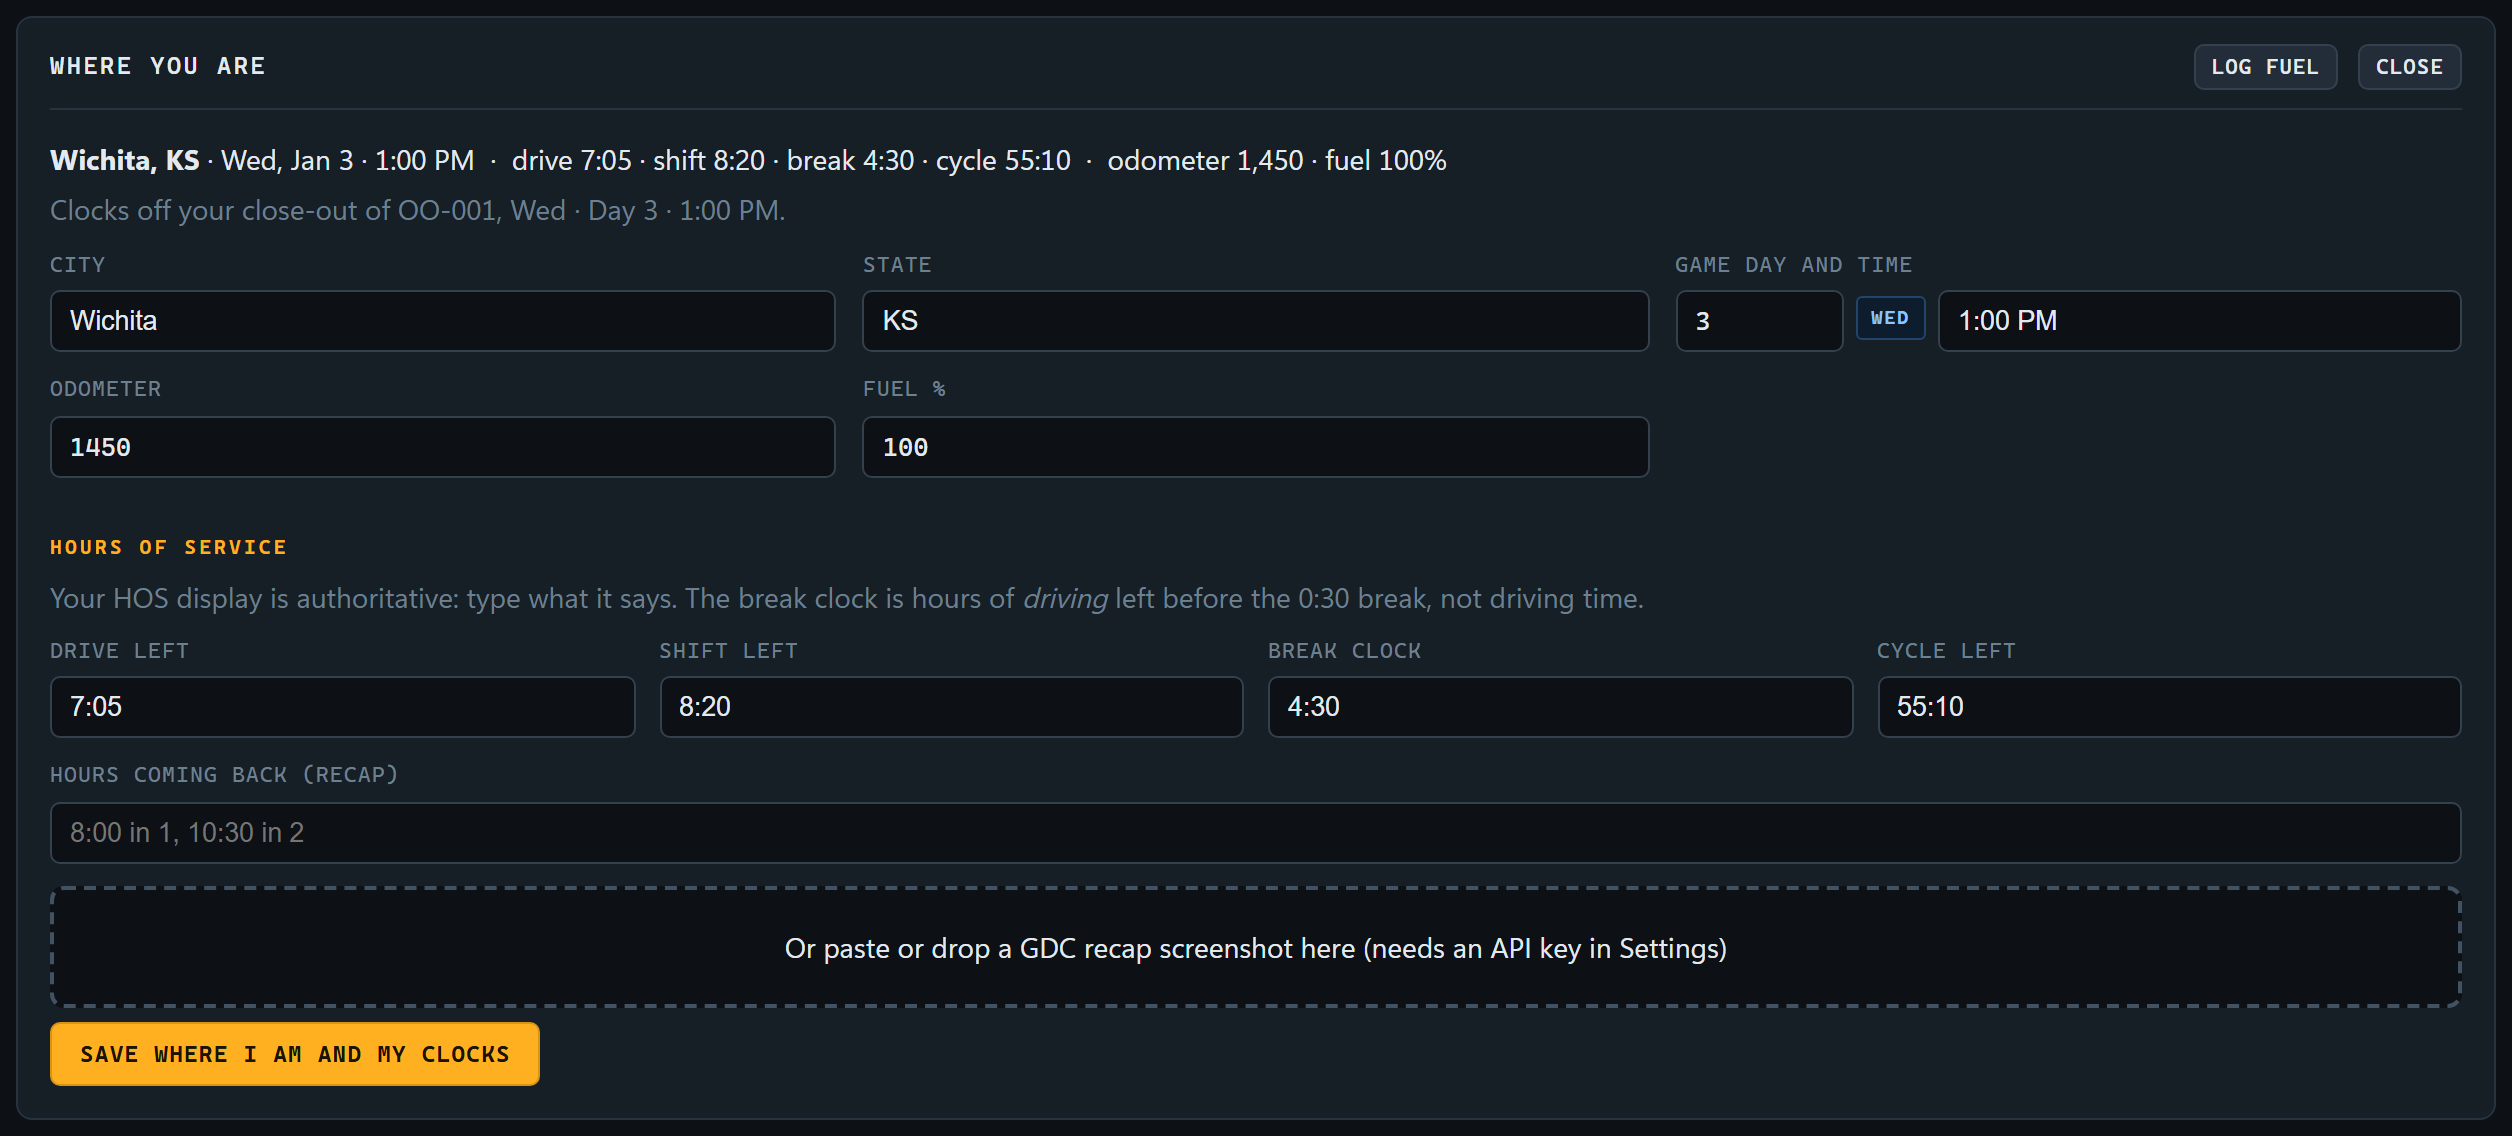 WHERE YOU ARE
LOG FUEL
CLOSE
Wichita, KS · Wed, Jan 3 · 1:00 PM · drive 7:05 · shift 8:20 · break 4:30 · cycle 55:10 · odometer 1,450 · fuel 100%
Clocks off your close-out of OO-001, Wed · Day 3 · 1:00 PM.
CITY
STATE
GAME DAY AND TIME
Wichita
KS
3
WED
1:00 PM
ODOMETER
FUEL %
1450
100
HOURS OF SERVICE
Your HOS display is authoritative: type what it says. The break clock is hours of driving left before the 0:30 break, not driving time.
DRIVE LEFT
SHIFT LEFT
BREAK CLOCK
CYCLE LEFT
7:05
8:20
4:30
55:10
HOURS COMING BACK (RECAP)
8:00 in 1, 10:30 in 2
Or paste or drop a GDC recap screenshot here (needs an API key in Settings)
SAVE WHERE I AM AND MY CLOCKS